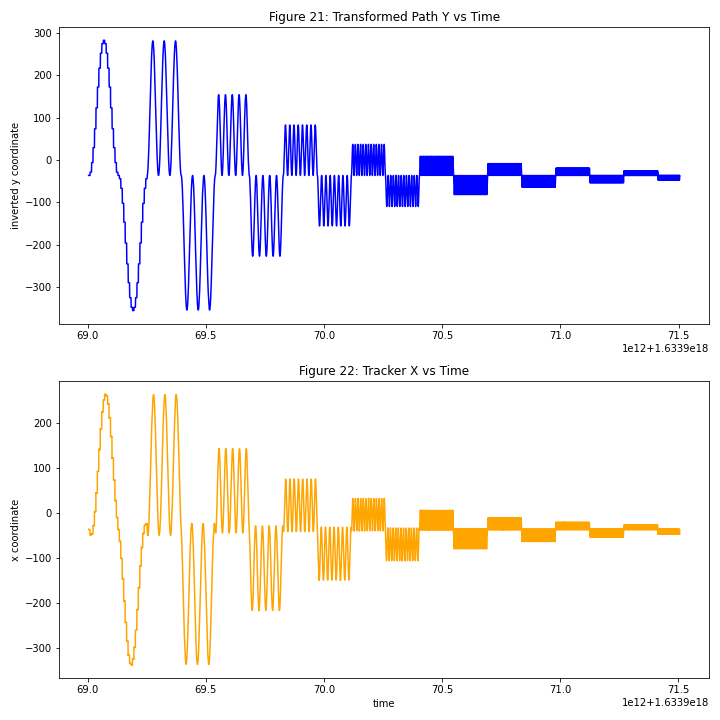 Figure 21: Transformed Path Y vs Time
inverted y coordinate
300
200
100
0
−100
−200
−300
69.0 69.5 70.0 70.5 71.0 71.5
1e12+1.6339e18
Figure 22: Tracker X vs Time
x coordinate
200
100
0
−100
−200
−300
69.0 69.5 70.0 70.5 71.0 71.5
time
1e12+1.6339e18